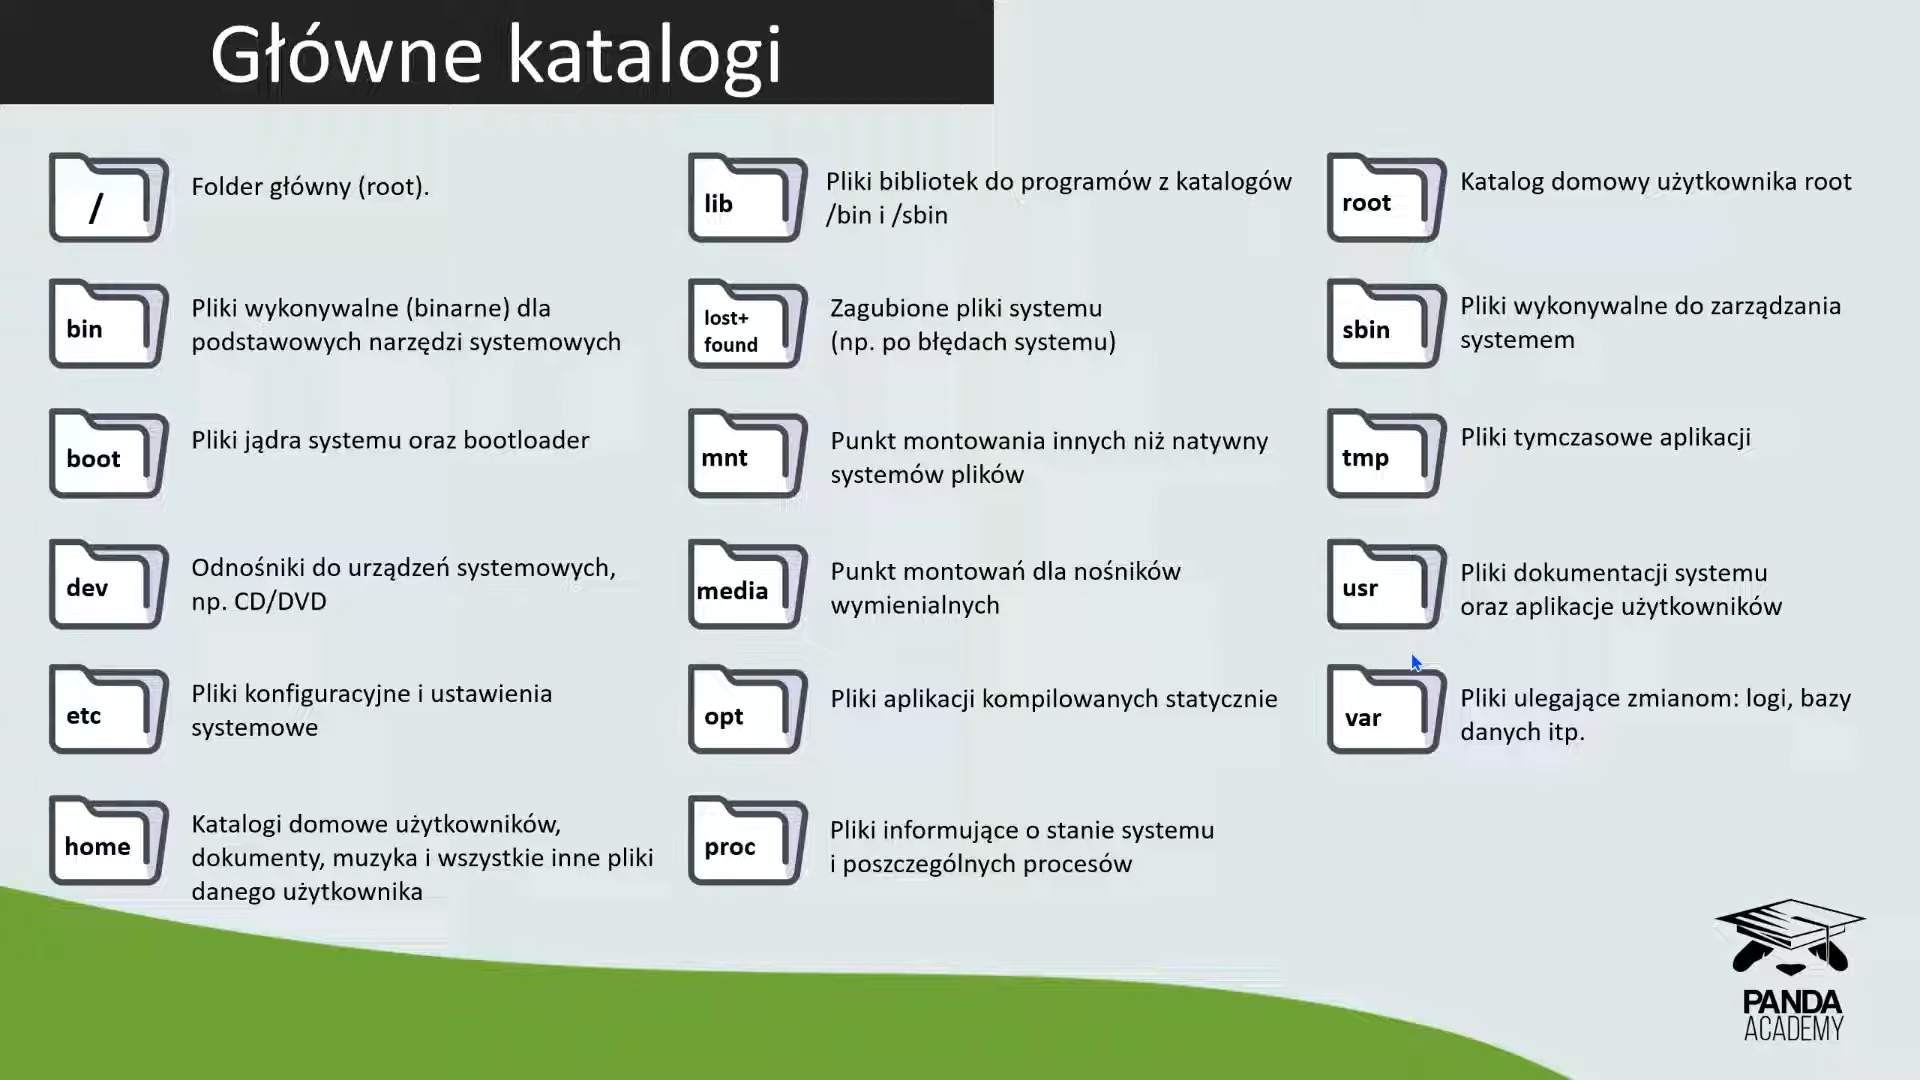 Główne katalogi
/
Folder główny (root).
bin
Pliki wykonywalne (binarne) dla
podstawowych narzędzi systemowych
boot
Pliki jądra systemu oraz bootloader
dev
Odnośniki do urządzeń systemowych,
np. CD/DVD
etc
Pliki konfiguracyjne i ustawienia
systemowe
home
Katalogi domowe użytkowników,
dokumenty, muzyka i wszystkie inne pliki
danego użytkownika
lib
Pliki bibliotek do programów z katalogów
/bin i /sbin
lost+
found
Zagubione pliki systemu
(np. po błędach systemu)
mnt
Punkt montowania innych niż natywny
systemów plików
media
Punkt montowań dla nośników
wymienialnych
opt
Pliki aplikacji kompilowanych statycznie
proc
Pliki informujące o stanie systemu
i poszczególnych procesów
root
Katalog domowy użytkownika root
sbin
Pliki wykonywalne do zarządzania
systemem
tmp
Pliki tymczasowe aplikacji
usr
Pliki dokumentacji systemu
oraz aplikacje użytkowników
var
Pliki ulegające zmianom: logi, bazy
danych itp.
PANDA
ACADEMY